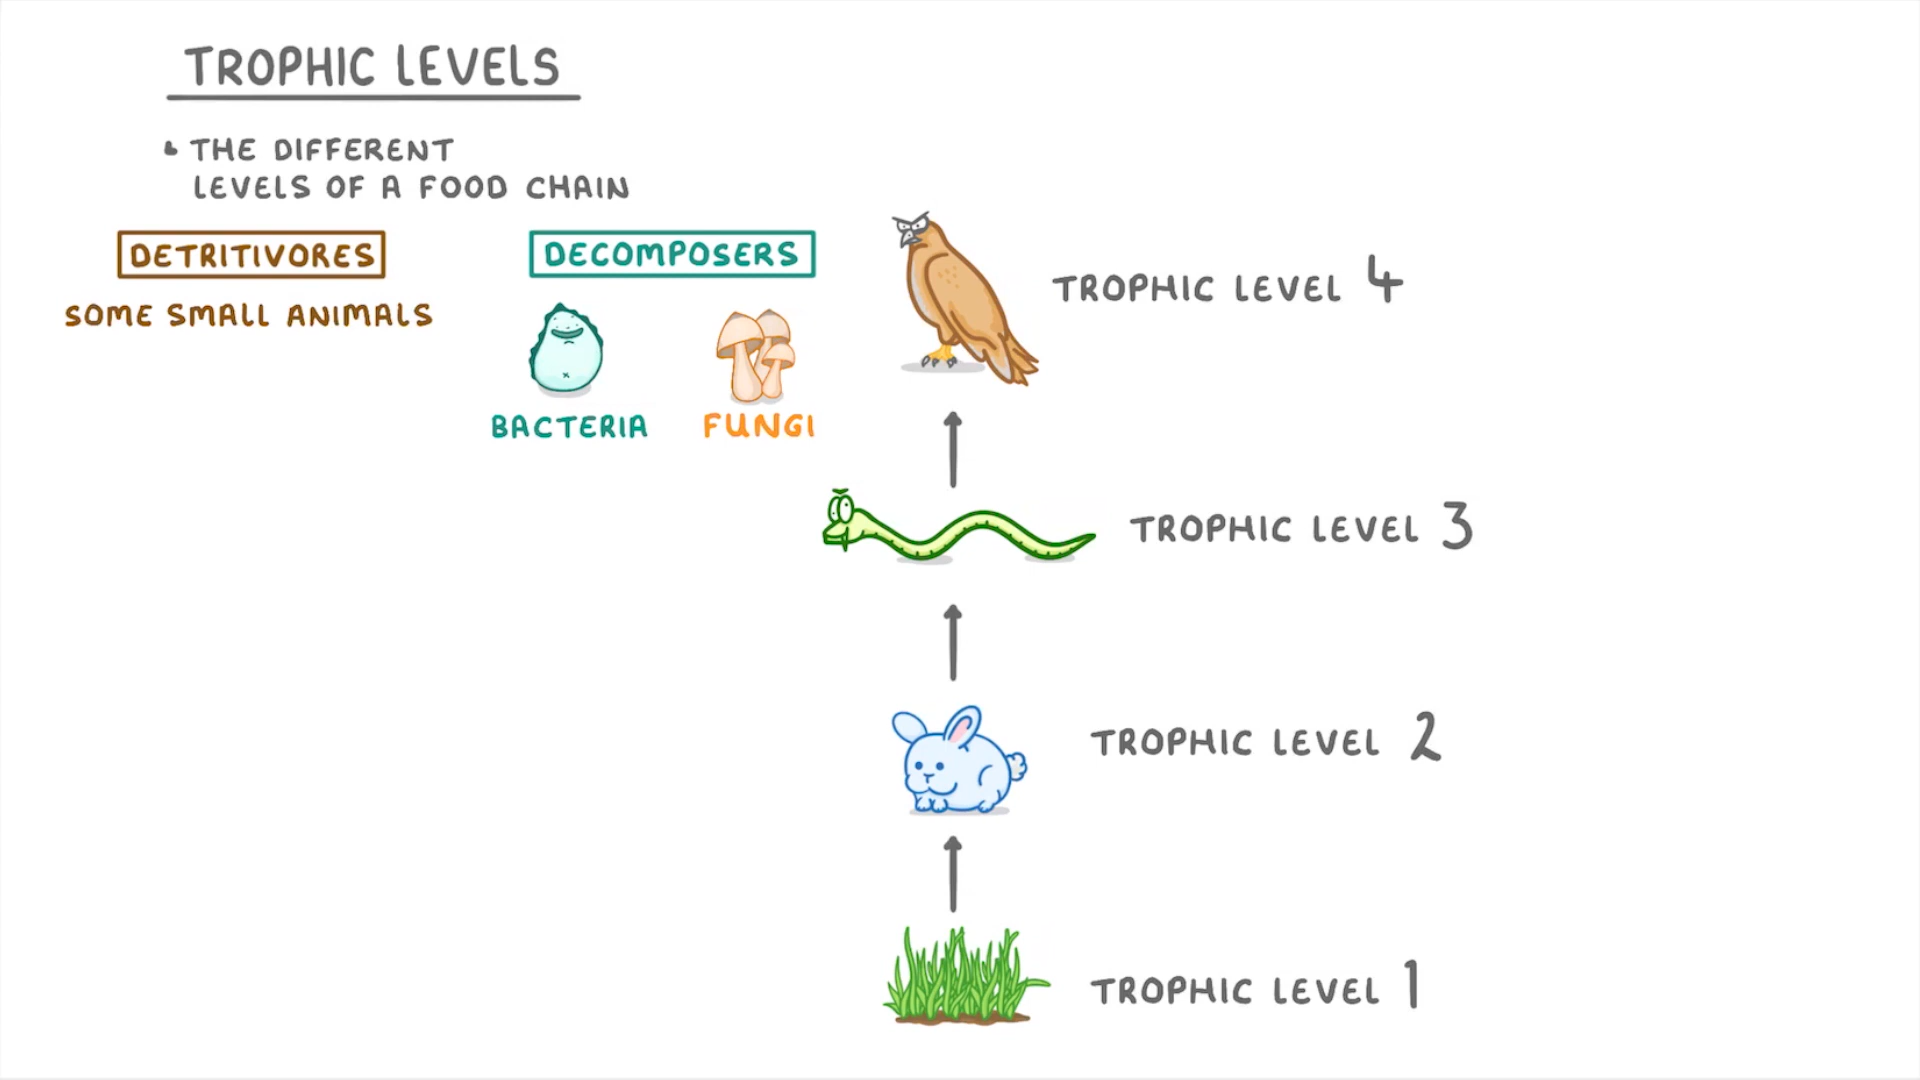 TROPHIC LEVELS
THE DIFFERENT
LEVELS OF A FOOD CHAIN
DETRITIVORES
SOME SMALL ANIMALS
DECOMPOSERS
BACTERIA
FUNGI
TROPHIC LEVEL 4
TROPHIC LEVEL 3
TROPHIC LEVEL 2
TROPHIC LEVEL 1